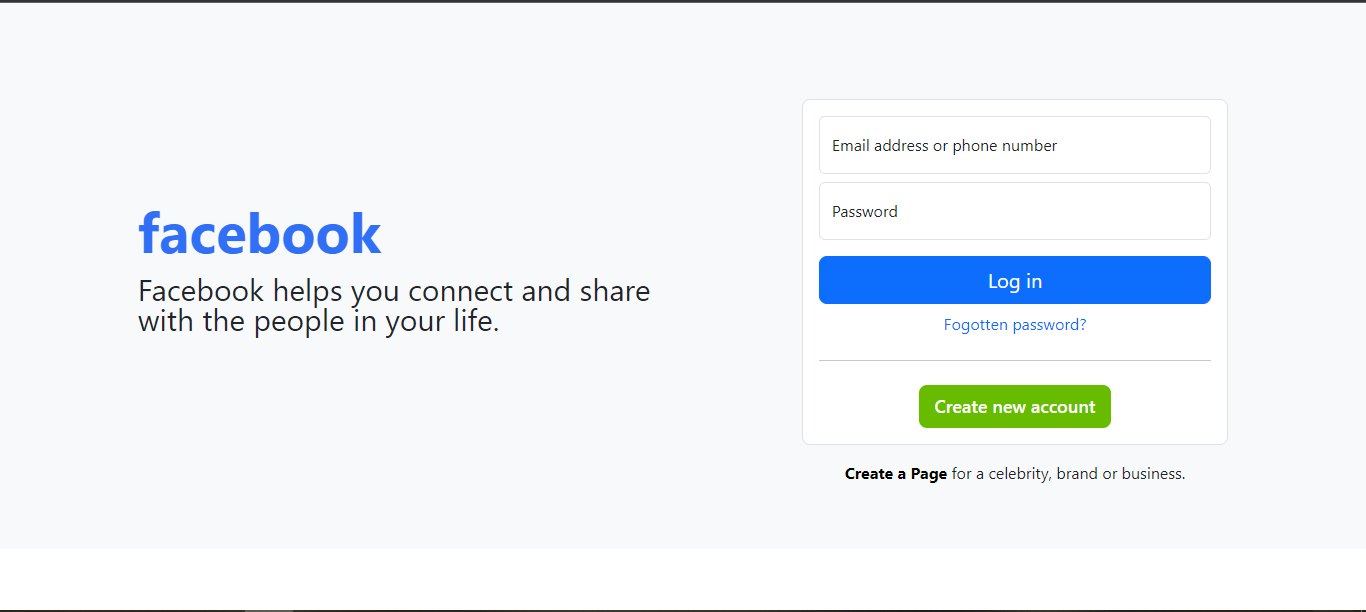 facebook
Facebook helps you connect and share
with the people in your life.
Email address or phone number
Password
Log in
Fogotten password?
Create new account
Create a Page for a celebrity, brand or business.